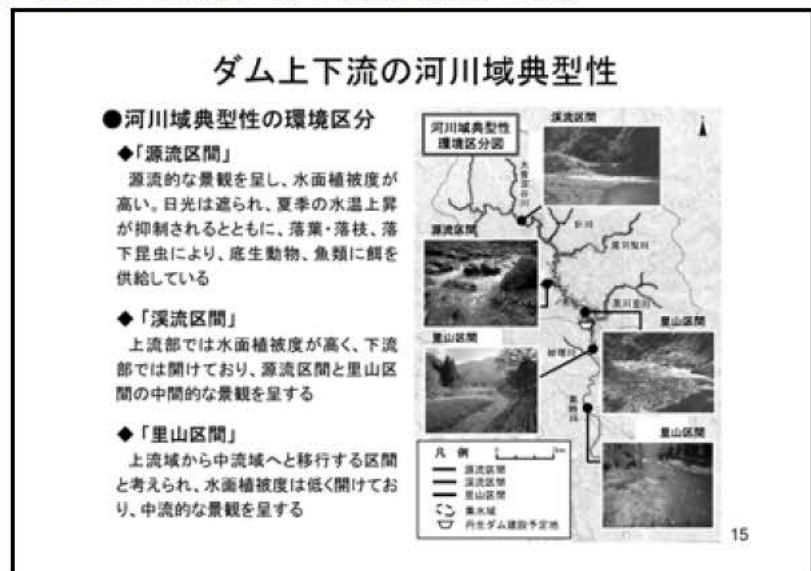 ダム上下流の河川域典型性
●河川域典型性の環境区分
◆「源流区間」
源流的な景観を呈し、水面植被度が
高い。日光は遮られ、夏季の水温上昇
が抑制されるとともに、落葉・落枝、落
下昆虫により、底生動物、魚類に餌を
供給している
◆「渓流区間」
上流部では水面植被度が高く、下流
部では開けており、源流区間と里山区
間の中間的な景観を呈する
◆「里山区間」
上流域から中流域へと移行する区間
と考えられ、水面植被度は低く開けてお
り、中流的な景観を呈する
河川域典型性
環境区分図
渓流区間
源流区間
里山区間
里山区間
里山区間
高時川
凡 例
源流区間
渓流区間
里山区間
集水域
丹生ダム建設予定地
15